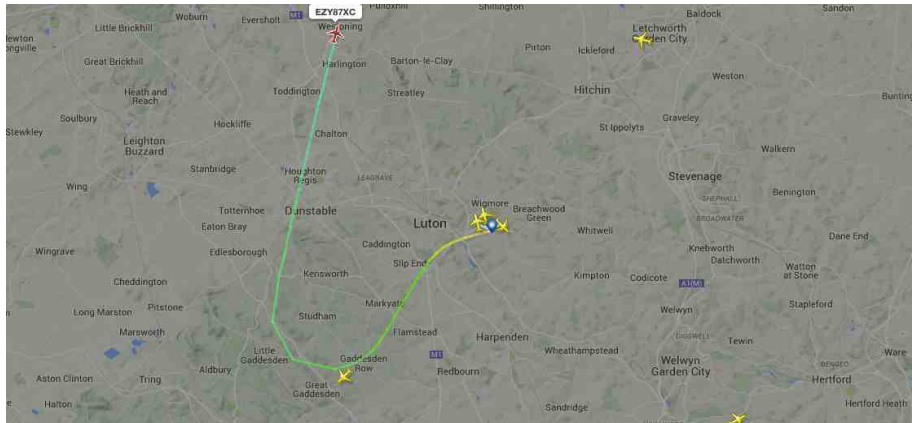 EZY87XC
M1
Woburn
Eversholt
Westoning
Pulloxhill
Shillington
Baldock
Sandon
Little Brickhill
Letchworth
Garden City
Newton
Longville
Great Brickhill
Harlington
Barton-le-Clay
Pirton
Ickleford
Weston
Heath and
Reach
Toddington
Streatley
Hitchin
Bunting
Soulbury
Hockliffe
Chalton
St Ippolyts
Graveley
Stewkley
Leighton
Buzzard
Walkern
Stanbridge
Houghton
Regis
LEAGRAVE
Stevenage
Wing
Benington
Totternhoe
Dunstable
Wigmore
SHEPHALL
Eaton Bray
Luton
Breachwood
Green
BROADWATER
Whitwell
Dane End
Wingrave
Edlesborough
Caddington
Slip End
Knebworth
Datchworth
Watton
at Stone
Cheddington
Kensworth
Kimpton
Codicote
A1(M)
Long Marston
Pitstone
Markyate
Stapleford
Marsworth
Studham
Flamstead
Harpenden
Welwyn
DIGSWELL
Tewin
Little
Gaddesden
Gaddesden
Row
M1
Wheathampstead
Ware
Aldbury
Redbourn
Welwyn
Garden City
BENGEO
Aston Clinton
Tring
Great
Gaddesden
Hertford
Halton
Sandridge
Hertford Heath